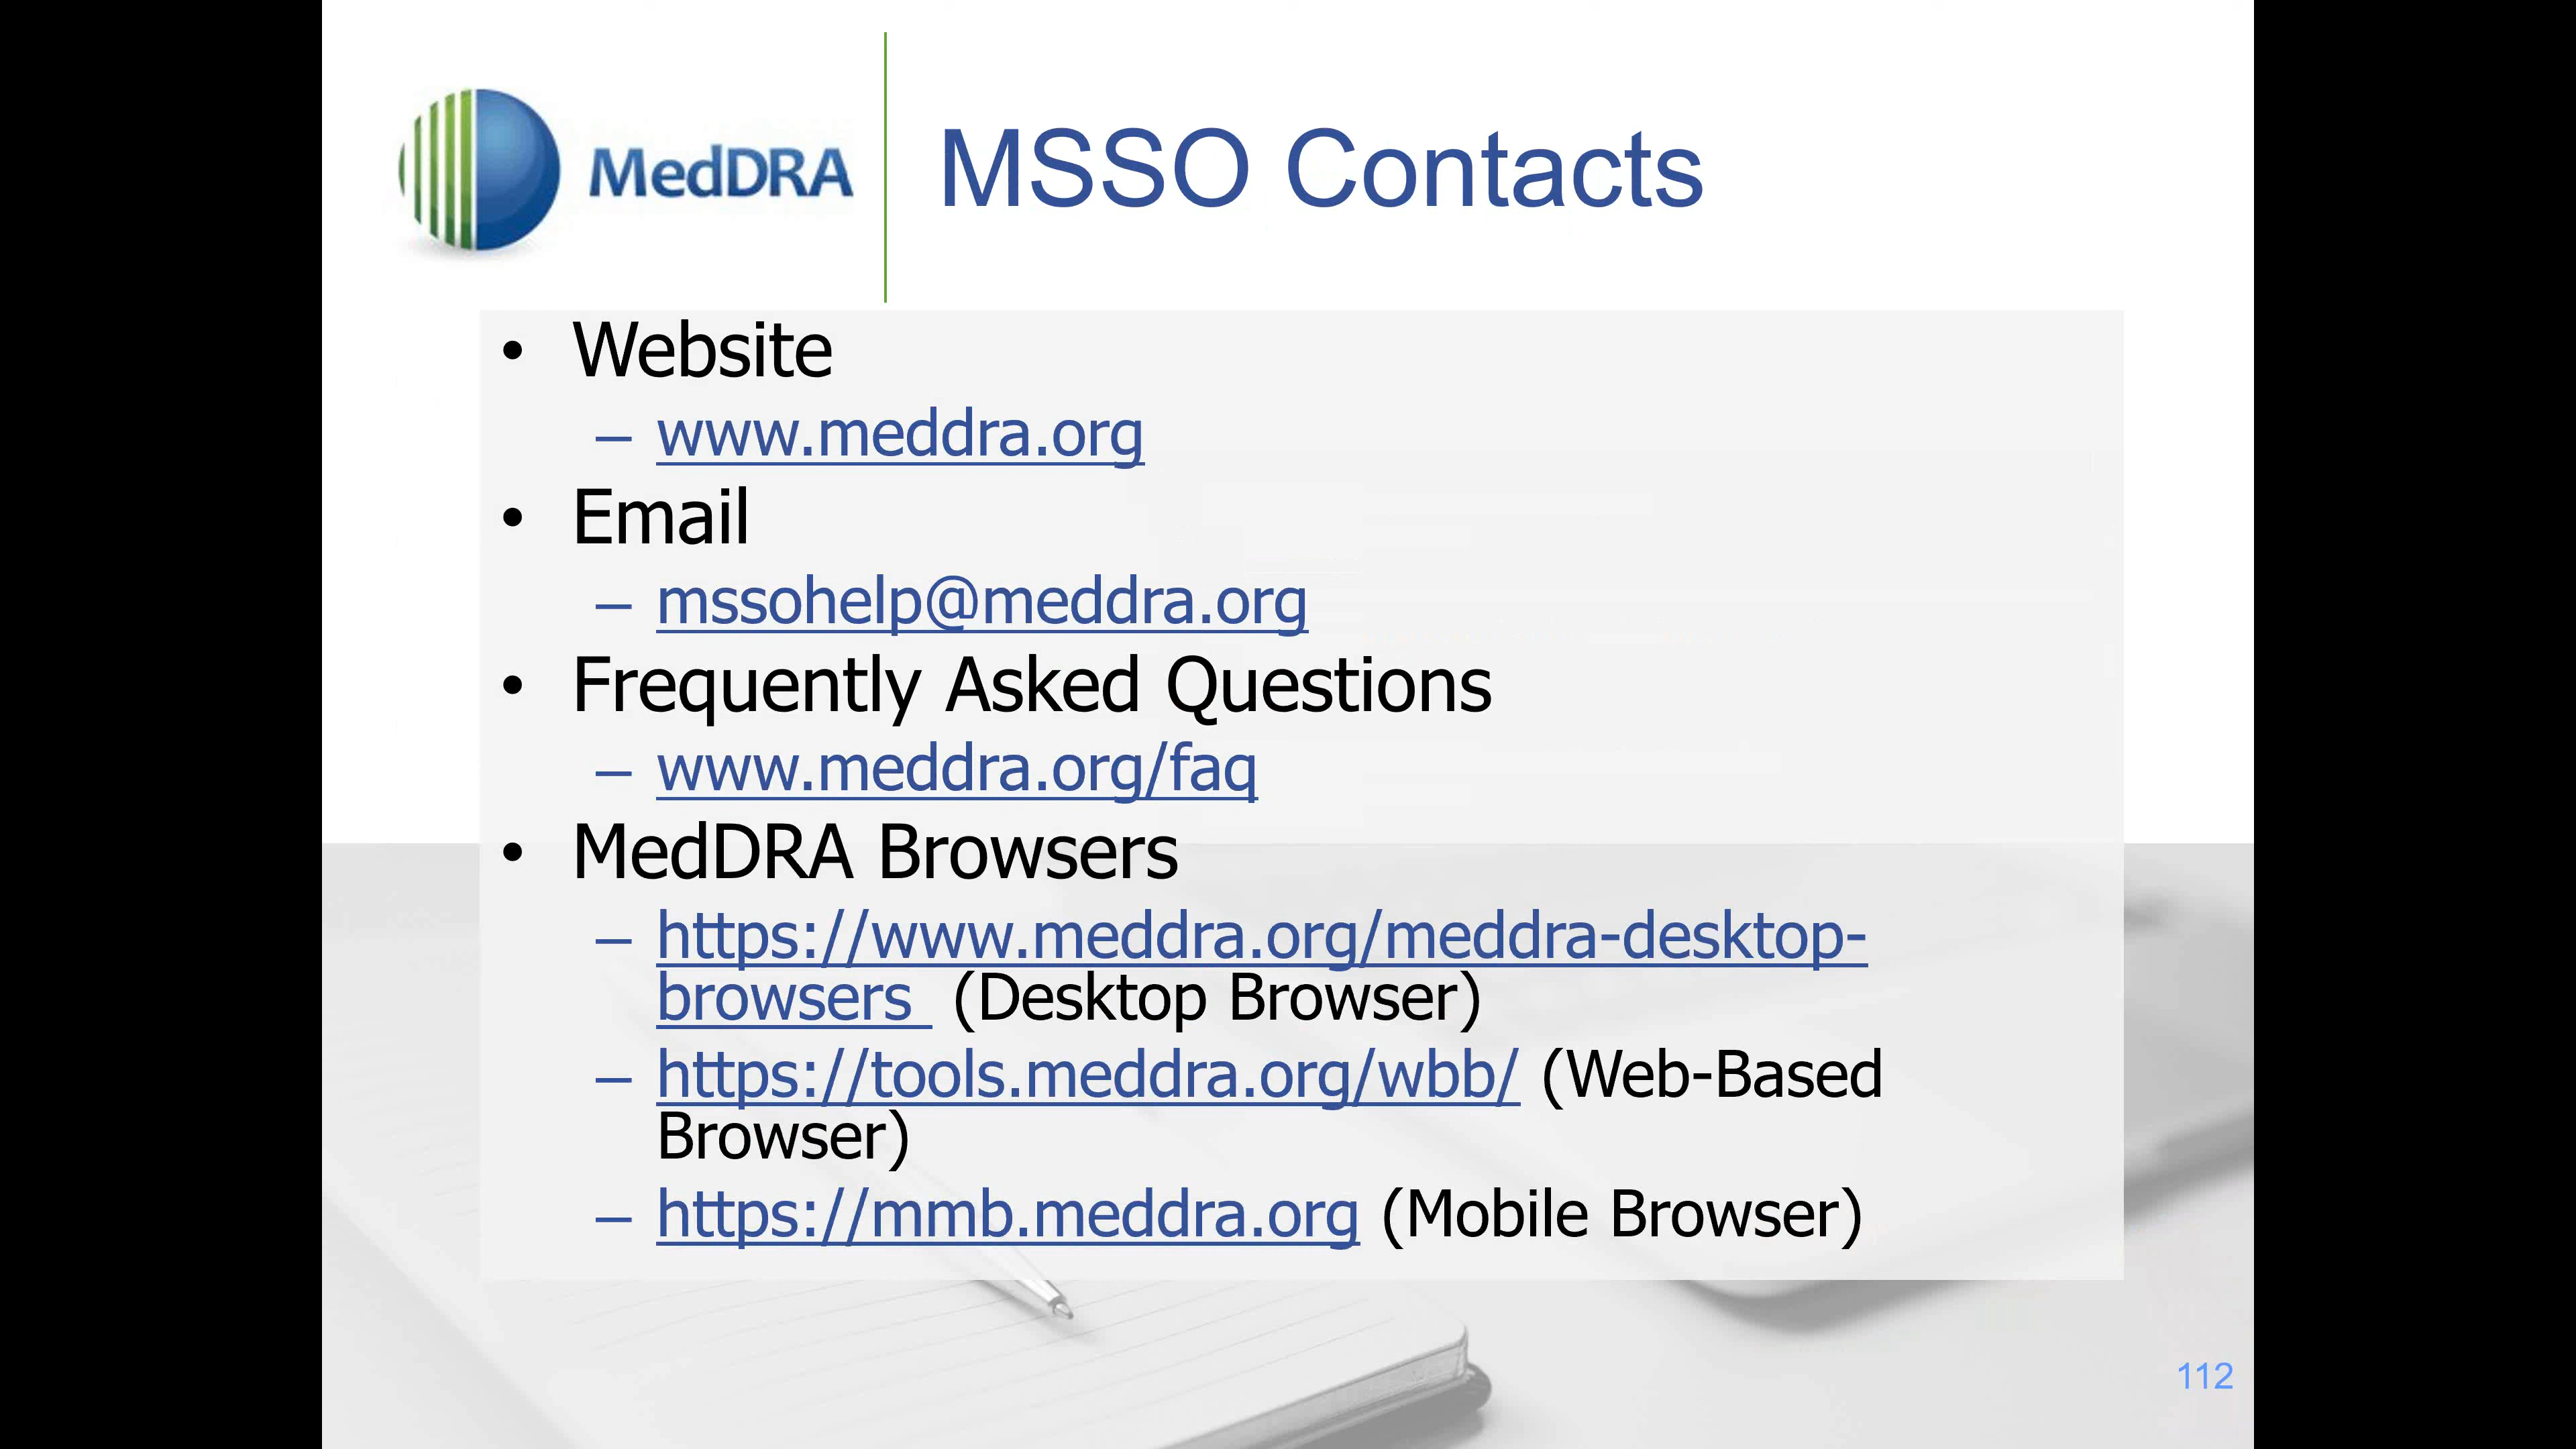 MedDRA
MSSO Contacts
• Website
– www.meddra.org
• Email
– mssohelp@meddra.org
• Frequently Asked Questions
– www.meddra.org/faq
• MedDRA Browsers
– https://www.meddra.org/meddra-desktop-
browsers (Desktop Browser)
– https://tools.meddra.org/wbb/ (Web-Based
Browser)
– https://mmb.meddra.org (Mobile Browser)
112